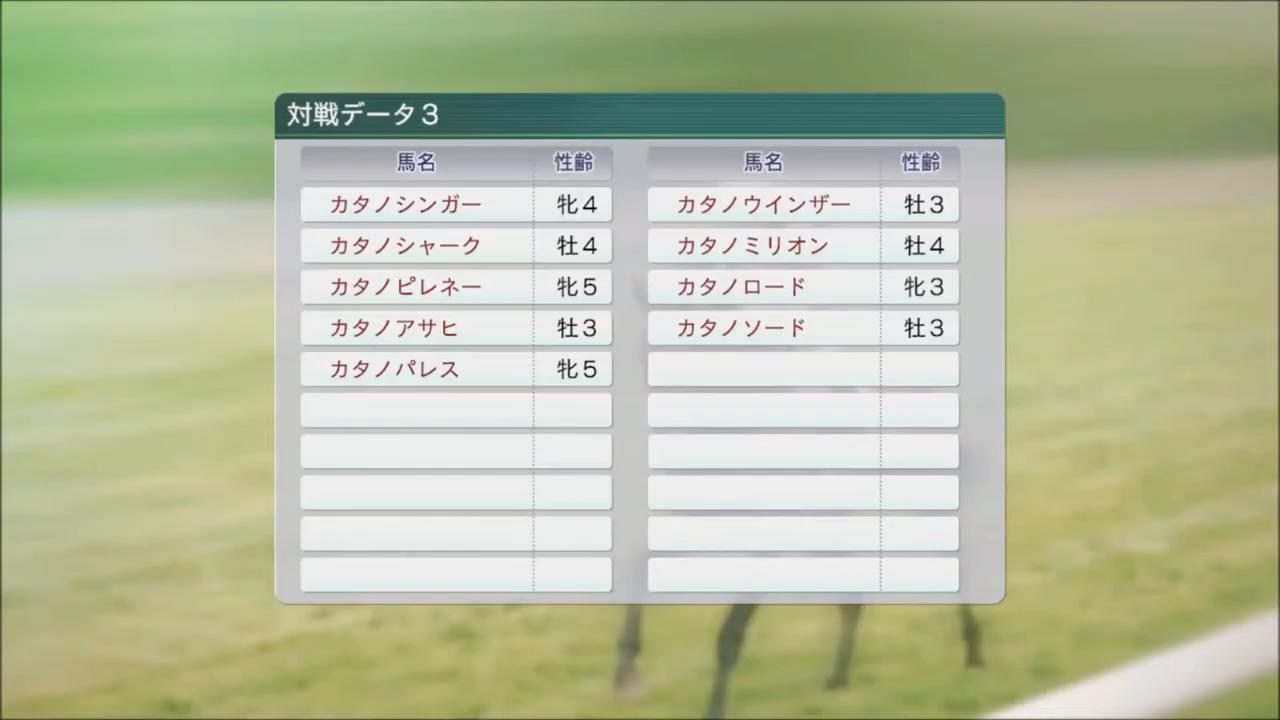 対戦データ３
馬名 性齢
カタノシンガー 牝４
カタノシャーク 牡４
カタノピレネー 牝５
カタノアサヒ 牡３
カタノパレス 牝５
馬名 性齢
カタノウインザー 牡３
カタノミリオン 牡４
カタノロード 牝３
カタノソード 牡３